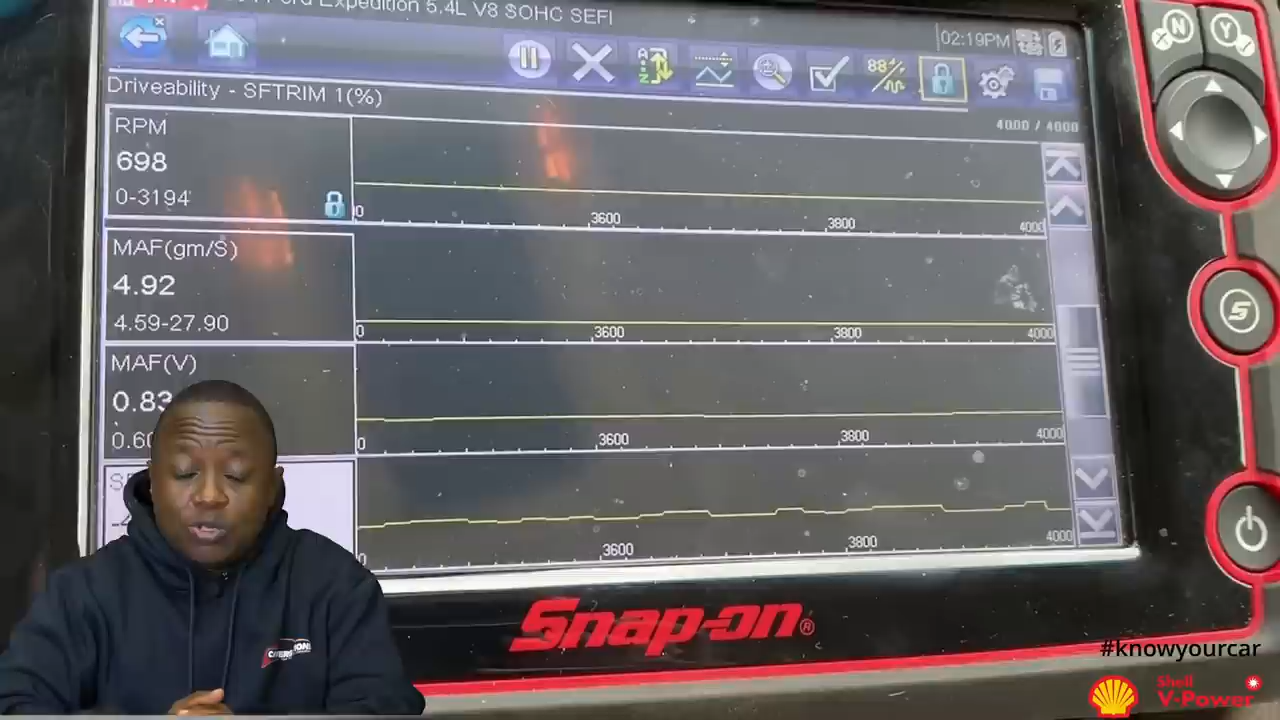 Ford Expedition 5.4L V8 SOHC SEFI
02:19PM
Driveability - SFTRIM 1(%)
4000 / 4000
RPM
698
0-3194
0
3600
3800
4000
MAF(gm/S)
4.92
4.59-27.90
0
3600
3800
4000
MAF(V)
0.83
0.60
0
3600
3800
4000
3600
3800
4000
N
Y
S
Snap-on®
#knowyourcar
Shell
V-Power